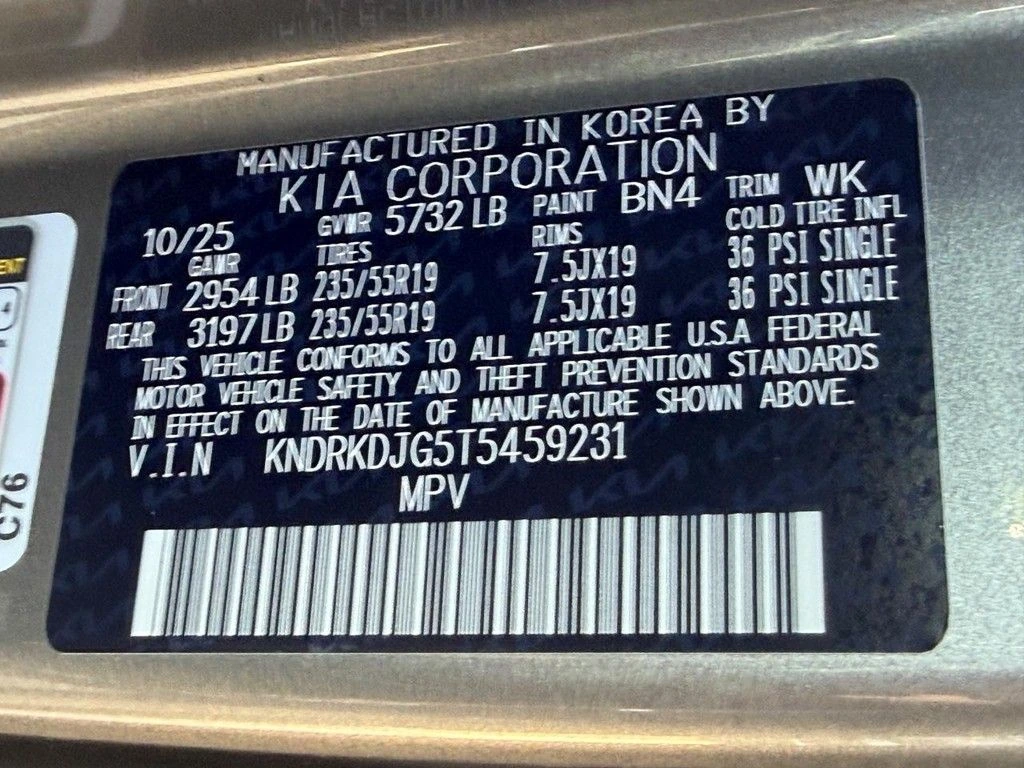 MANUFACTURED IN KOREA BY
KIA CORPORATION
10/25 GVWR 5732 LB PAINT BN4 TRIM WK
GAWR TIRES RIMS COLD TIRE INFL
FRONT 2954 LB 235/55R19 7.5JX19 36 PSI SINGLE
REAR 3197 LB 235/55R19 7.5JX19 36 PSI SINGLE
THIS VEHICLE CONFORMS TO ALL APPLICABLE U.S.A FEDERAL
MOTOR VEHICLE SAFETY AND THEFT PREVENTION STANDARDS
IN EFFECT ON THE DATE OF MANUFACTURE SHOWN ABOVE.
V.I.N KNDRKDJG5T5459231
MPV
C76